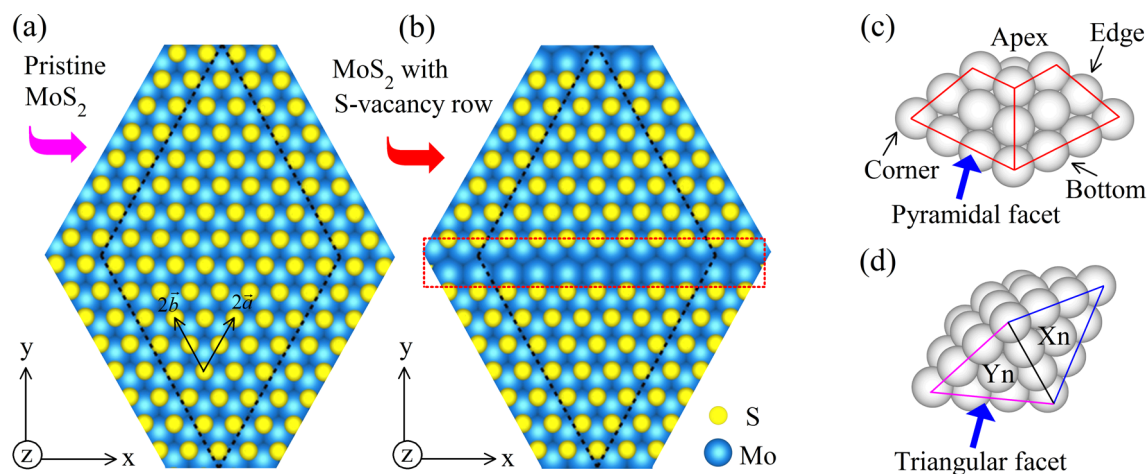 (a)
Pristine
MoS₂
2b⃗
2a⃗
y
z
x
(b)
MoS₂ with
S-vacancy row
y
z
x
S
Mo
(c)
Apex
Edge
Corner
Bottom
Pyramidal facet
(d)
Xn
Yn
Triangular facet